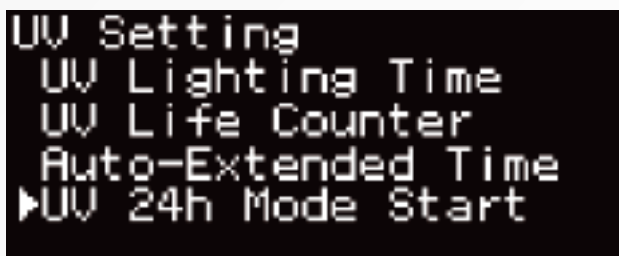 UV Setting
UV Lighting Time
UV Life Counter
Auto-Extended Time
▶UV 24h Mode Start